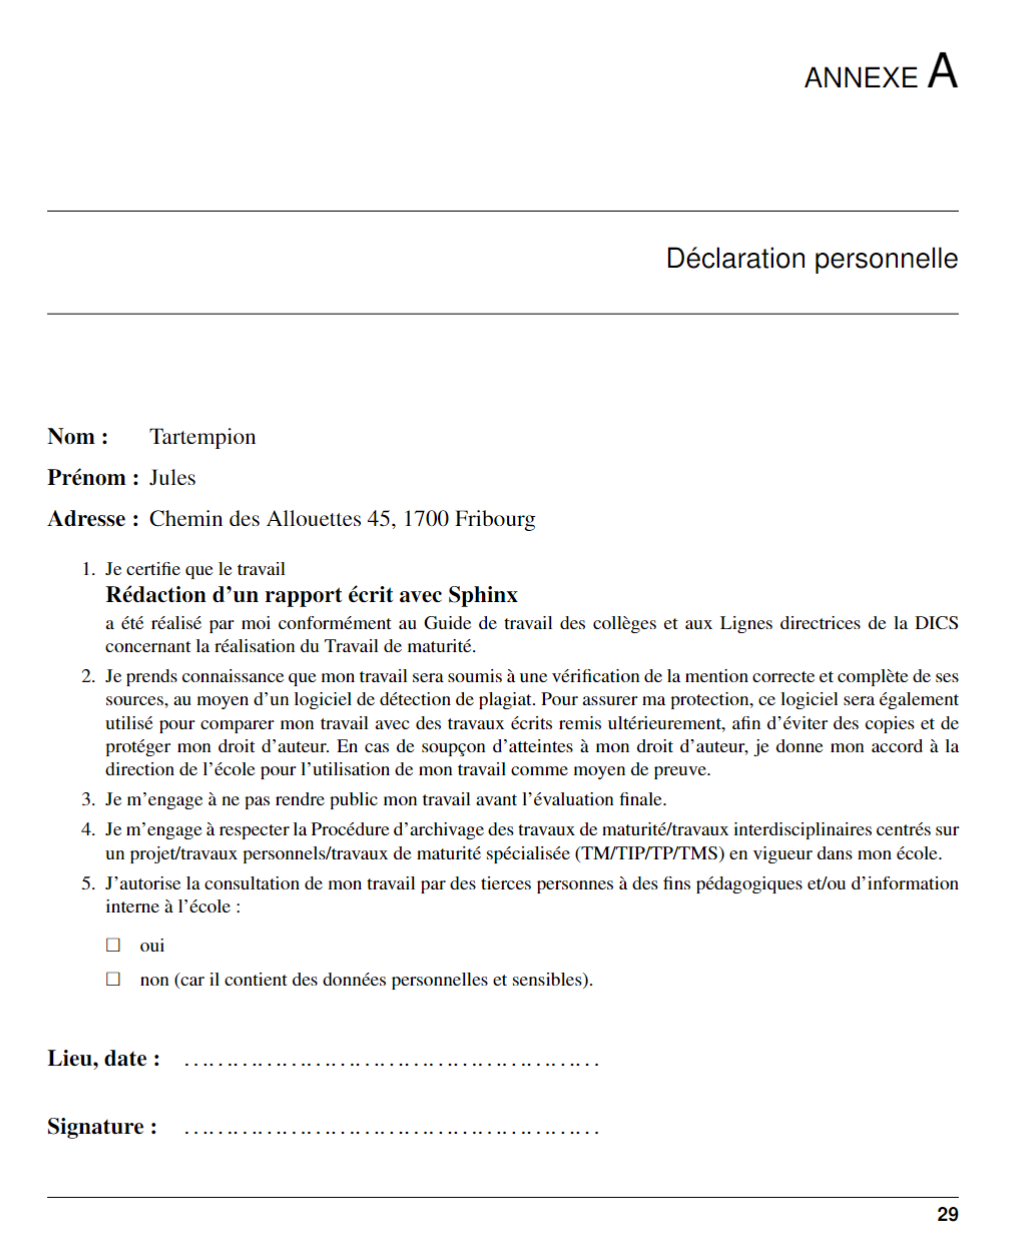 ANNEXE A
Déclaration personnelle
Nom : Tartempion
Prénom : Jules
Adresse : Chemin des Allouettes 45, 1700 Fribourg
1. Je certifie que le travail
Rédaction d'un rapport écrit avec Sphinx
a été réalisé par moi conformément au Guide de travail des collèges et aux Lignes directrices de la DICS
concernant la réalisation du Travail de maturité.
2. Je prends connaissance que mon travail sera soumis à une vérification de la mention correcte et complète de ses
sources, au moyen d'un logiciel de détection de plagiat. Pour assurer ma protection, ce logiciel sera également
utilisé pour comparer mon travail avec des travaux écrits remis ultérieurement, afin d'éviter des copies et de
protéger mon droit d'auteur. En cas de soupçon d'atteintes à mon droit d'auteur, je donne mon accord à la
direction de l'école pour l'utilisation de mon travail comme moyen de preuve.
3. Je m'engage à ne pas rendre public mon travail avant l'évaluation finale.
4. Je m'engage à respecter la Procédure d'archivage des travaux de maturité/travaux interdisciplinaires centrés sur
un projet/travaux personnels/travaux de maturité spécialisée (TM/TIP/TP/TMS) en vigueur dans mon école.
5. J'autorise la consultation de mon travail par des tierces personnes à des fins pédagogiques et/ou d'information
interne à l'école :
☐ oui
☐ non (car il contient des données personnelles et sensibles).
Lieu, date : ..................................................
Signature : ..................................................
29